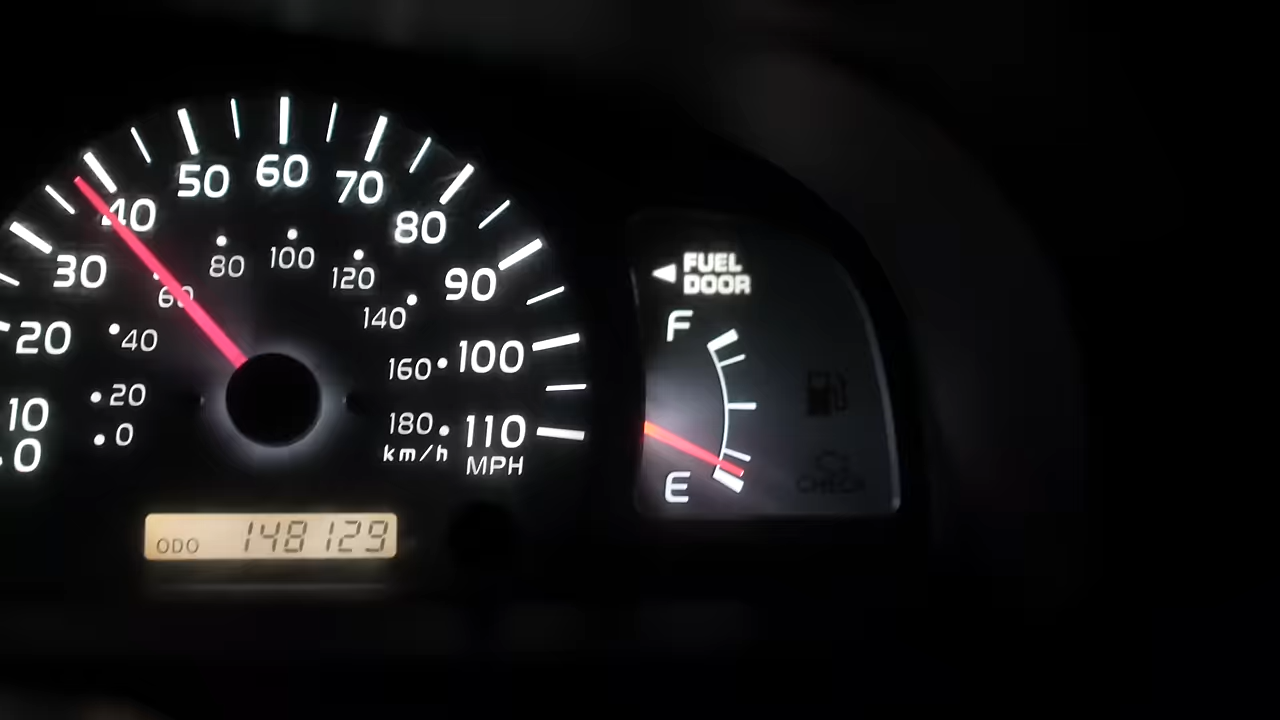 50 60 70
40 80
30 80 100 120 90
60 140
20 40 160 100
10 20 180 110
0 0 km/h MPH
ODO 148129
FUEL
DOOR
F
E
CHECK